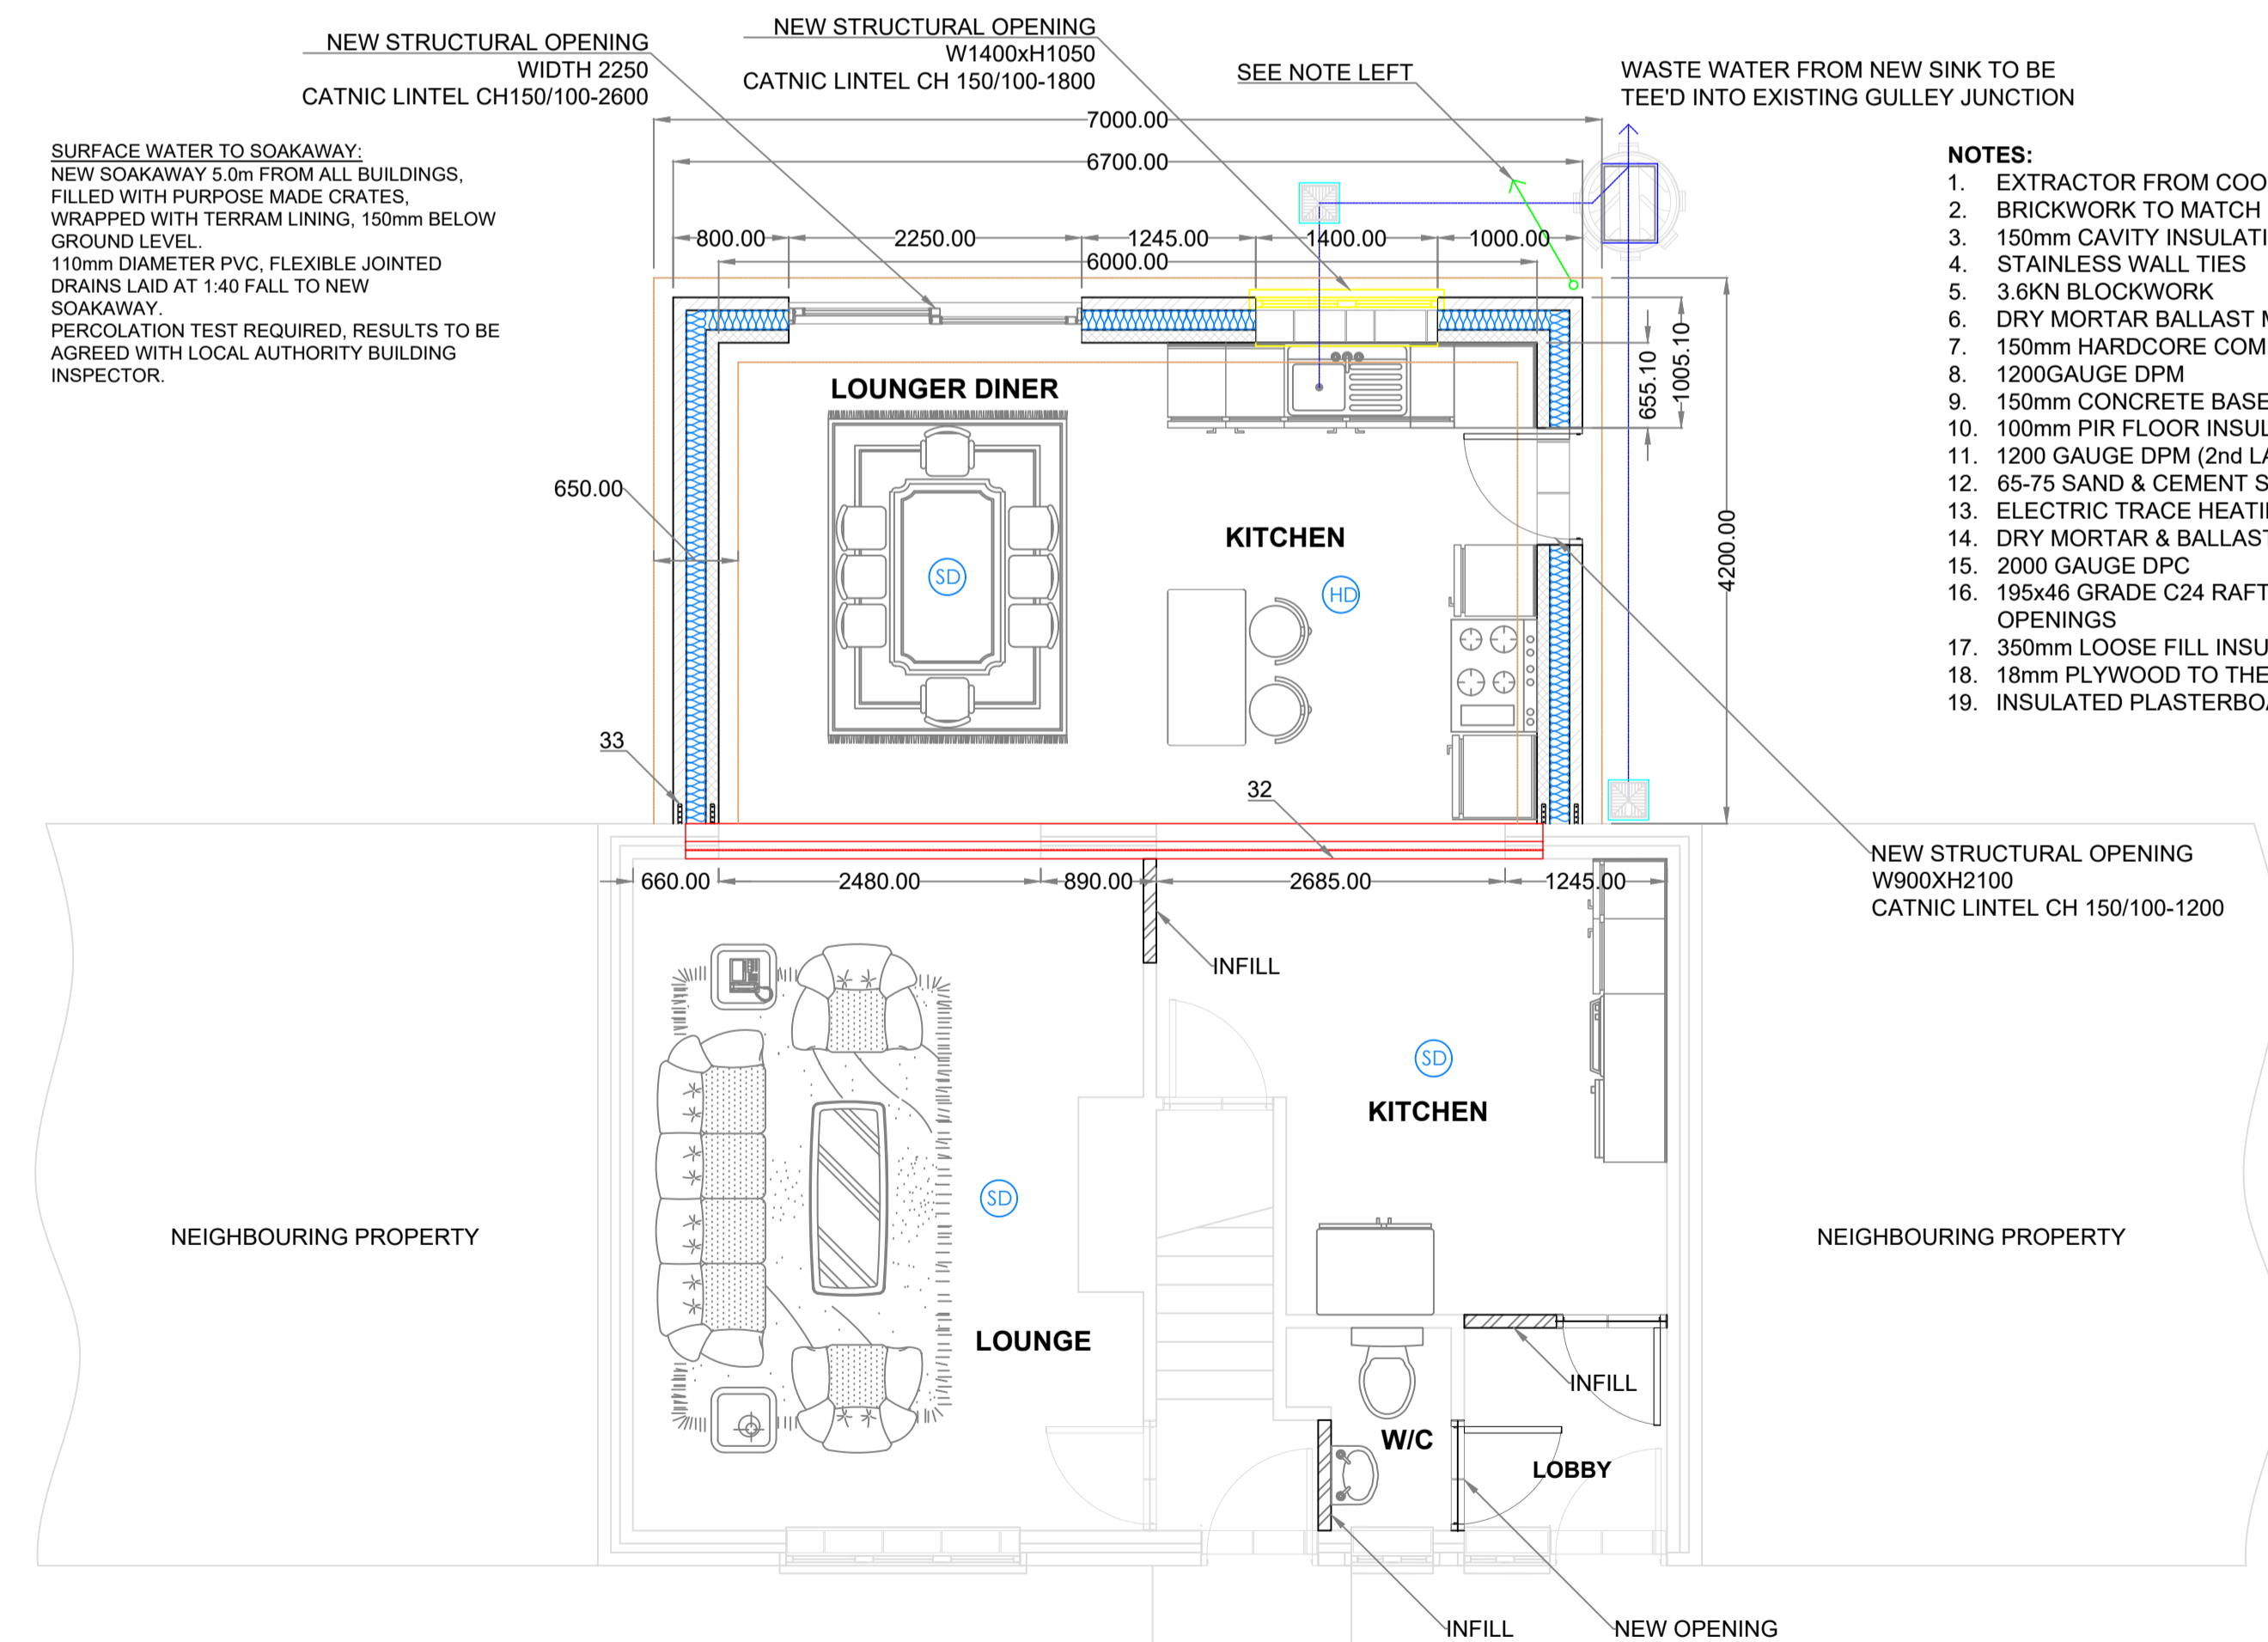 NEW STRUCTURAL OPENING
WIDTH 2250
CATNIC LINTEL CH150/100-2600
NEW STRUCTURAL OPENING
W1400xH1050
CATNIC LINTEL CH 150/100-1800
SEE NOTE LEFT
WASTE WATER FROM NEW SINK TO BE
TEE'D INTO EXISTING GULLEY JUNCTION
SURFACE WATER TO SOAKAWAY:
NEW SOAKAWAY 5.0m FROM ALL BUILDINGS,
FILLED WITH PURPOSE MADE CRATES,
WRAPPED WITH TERRAM LINING, 150mm BELOW
GROUND LEVEL.
110mm DIAMETER PVC, FLEXIBLE JOINTED
DRAINS LAID AT 1:40 FALL TO NEW
SOAKAWAY.
PERCOLATION TEST REQUIRED, RESULTS TO BE
AGREED WITH LOCAL AUTHORITY BUILDING
INSPECTOR.
7000.00
6700.00
800.00
2250.00
1245.00
1400.00
1000.00
6000.00
655.10
1005.10
4200.00
650.00
LOUNGER DINER
KITCHEN
SD
HD
33
32
NOTES:
1. EXTRACTOR FROM COO
2. BRICKWORK TO MATCH
3. 150mm CAVITY INSULATI
4. STAINLESS WALL TIES
5. 3.6KN BLOCKWORK
6. DRY MORTAR BALLAST M
7. 150mm HARDCORE COM
8. 1200GAUGE DPM
9. 150mm CONCRETE BASE
10. 100mm PIR FLOOR INSUL
11. 1200 GAUGE DPM (2nd LA
12. 65-75 SAND & CEMENT S
13. ELECTRIC TRACE HEATI
14. DRY MORTAR & BALLAST
15. 2000 GAUGE DPC
16. 195x46 GRADE C24 RAFT
OPENINGS
17. 350mm LOOSE FILL INSU
18. 18mm PLYWOOD TO THE
19. INSULATED PLASTERBOA
NEW STRUCTURAL OPENING
W900XH2100
CATNIC LINTEL CH 150/100-1200
660.00
2480.00
890.00
2685.00
1245.00
INFILL
SD
KITCHEN
SD
NEIGHBOURING PROPERTY
NEIGHBOURING PROPERTY
LOUNGE
INFILL
W/C
LOBBY
INFILL
NEW OPENING